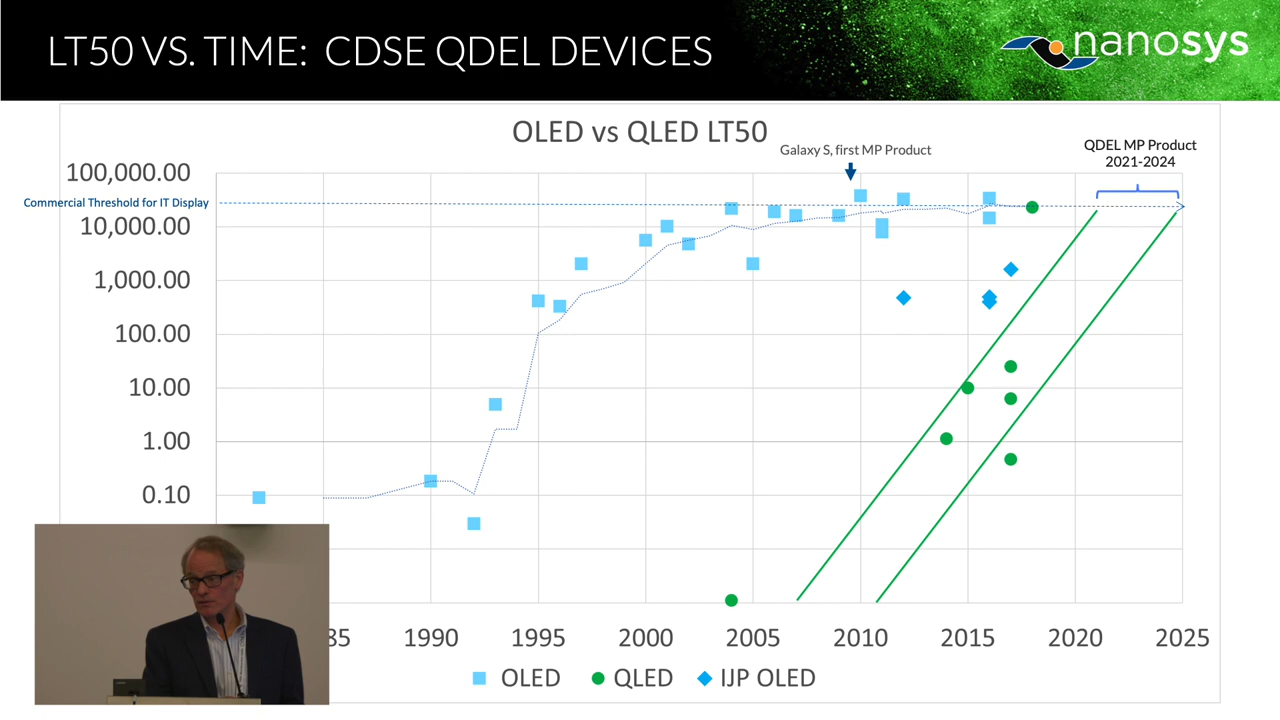 LT50 VS. TIME: CDSE QDEL DEVICES
nanosys
OLED vs QLED LT50
Galaxy S, first MP Product
QDEL MP Product
2021-2024
100,000.00
Commercial Threshold for IT Display
10,000.00
1,000.00
100.00
10.00
1.00
0.10
85 1990 1995 2000 2005 2010 2015 2020 2025
OLED QLED IJP OLED